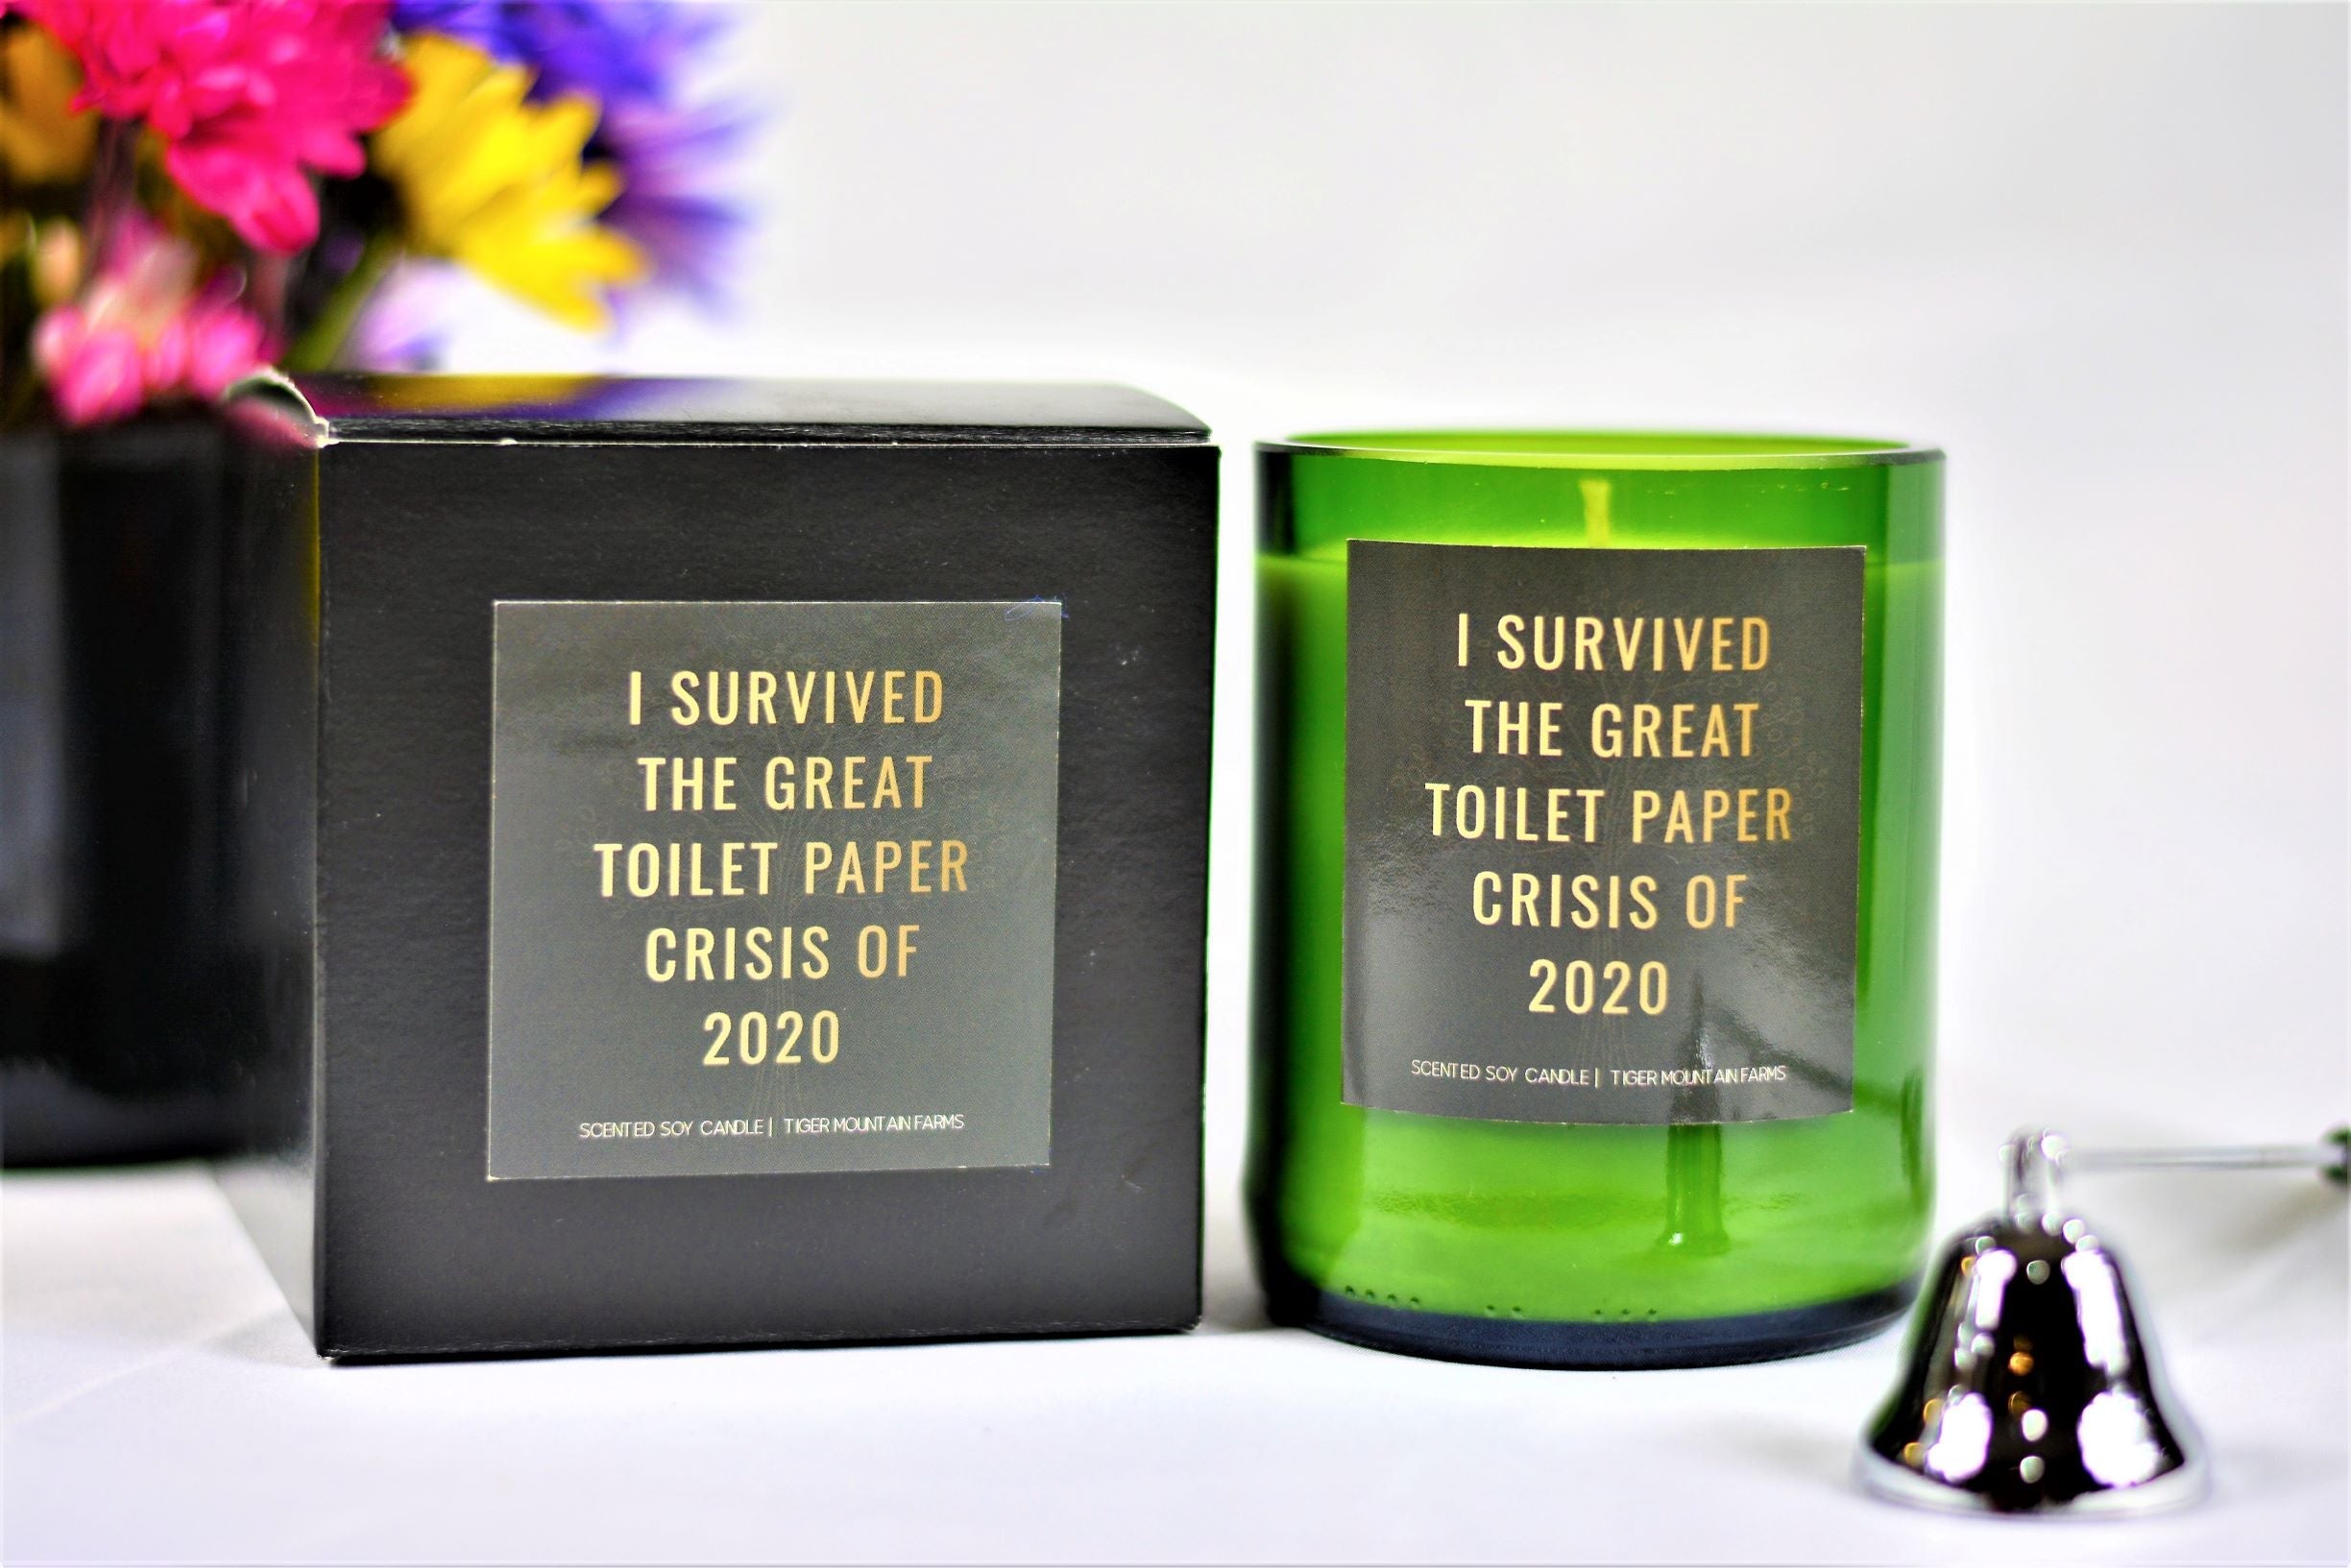 I SURVIVED
THE GREAT
TOILET PAPER
CRISIS OF
2020
SCENTED SOY CANDLE | TIGER MOUNTAIN FARMS
I SURVIVED
THE GREAT
TOILET PAPER
CRISIS OF
2020
SCENTED SOY CANDLE | TIGER MOUNTAIN FARMS